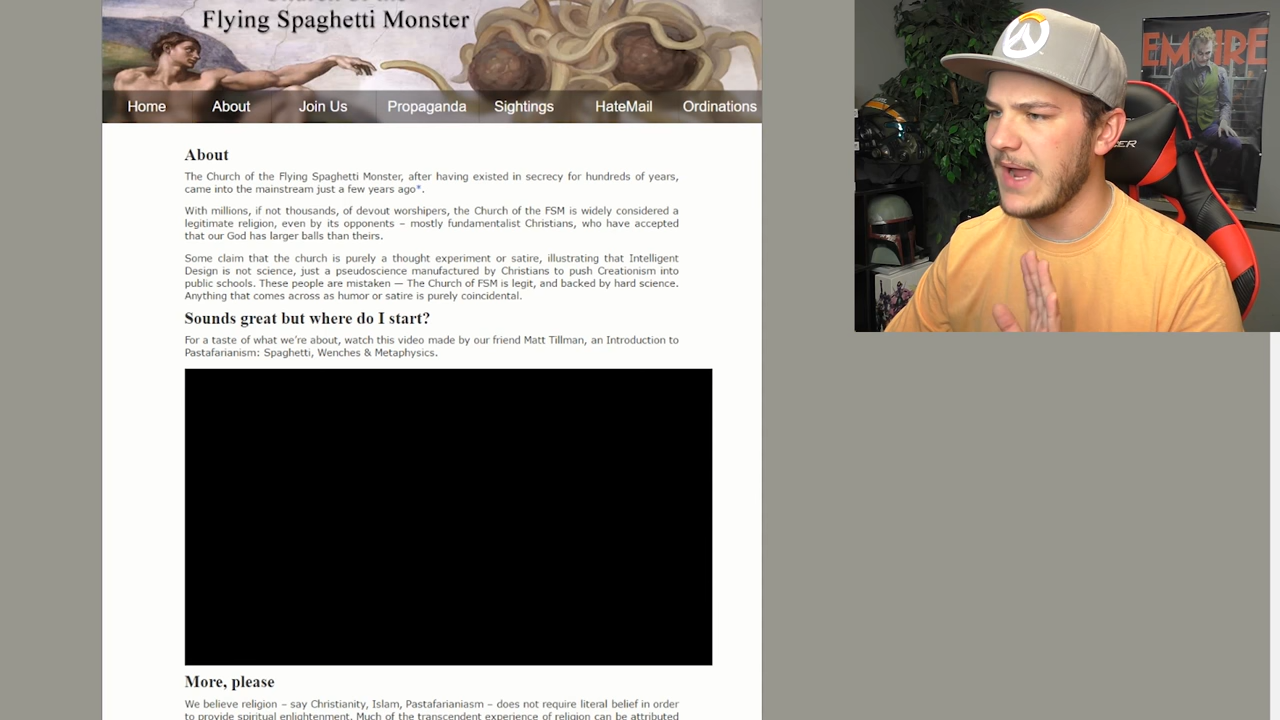 Church of the
Flying Spaghetti Monster
Home About Join Us Propaganda Sightings HateMail Ordinations
About
The Church of the Flying Spaghetti Monster, after having existed in secrecy for hundreds of years,
came into the mainstream just a few years ago*.
With millions, if not thousands, of devout worshipers, the Church of the FSM is widely considered a
legitimate religion, even by its opponents – mostly fundamentalist Christians, who have accepted
that our God has larger balls than theirs.
Some claim that the church is purely a thought experiment or satire, illustrating that Intelligent
Design is not science, just a pseudoscience manufactured by Christians to push Creationism into
public schools. These people are mistaken — The Church of FSM is legit, and backed by hard science.
Anything that comes across as humor or satire is purely coincidental.
Sounds great but where do I start?
For a taste of what we’re about, watch this video made by our friend Matt Tillman, an Introduction to
Pastafarianism: Spaghetti, Wenches & Metaphysics.
More, please
We believe religion – say Christianity, Islam, Pastafarianiasm – does not require literal belief in order
to provide spiritual enlightenment. Much of the transcendent experience of religion can be attributed
EMPIRE